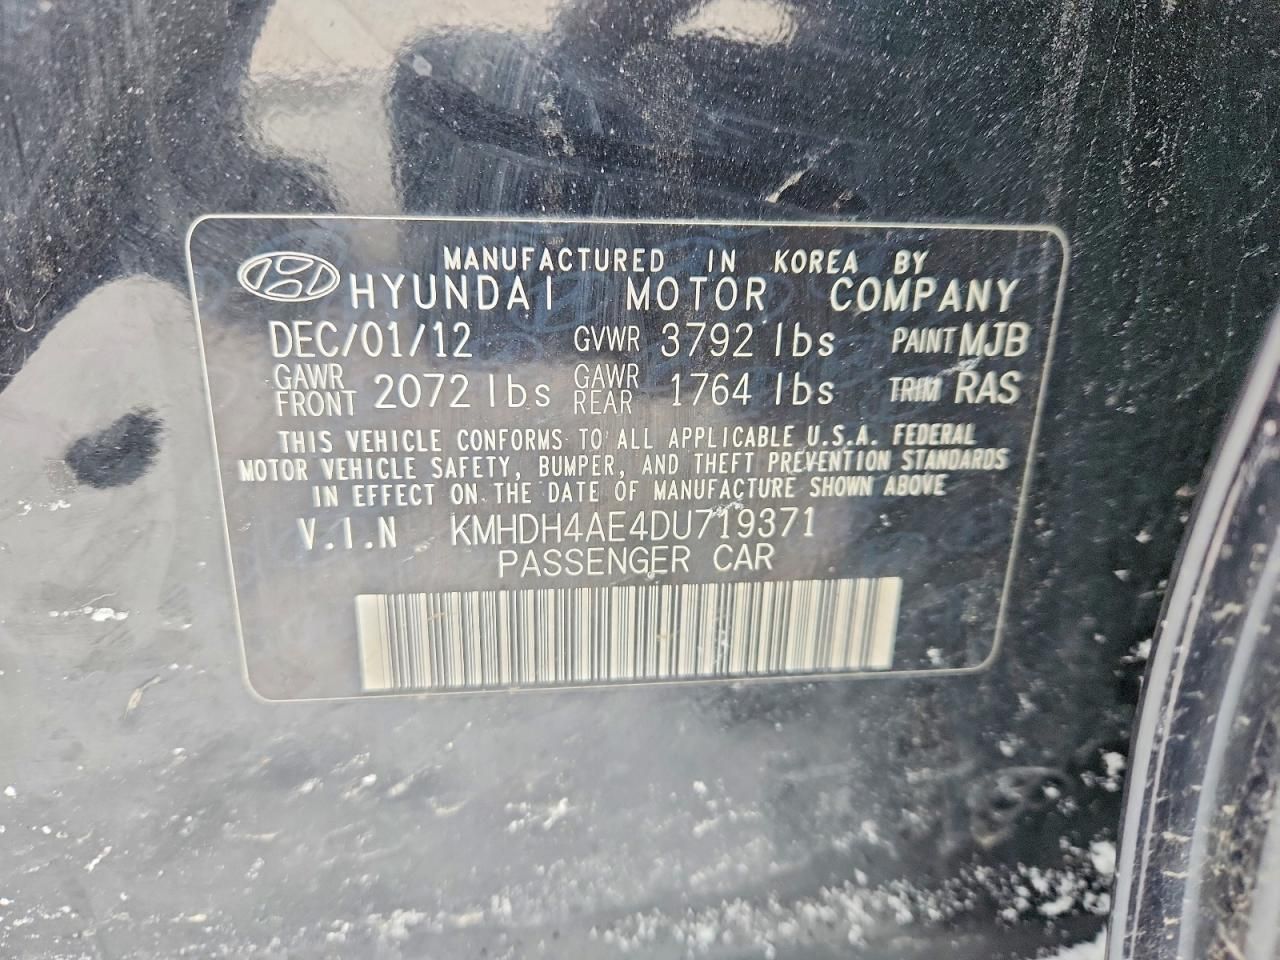 MANUFACTURED IN KOREA BY
HYUNDAI MOTOR COMPANY
DEC/01/12 GVWR 3792 lbs PAINT MJB
GAWR FRONT 2072 lbs GAWR REAR 1764 lbs TRIM RAS
THIS VEHICLE CONFORMS TO ALL APPLICABLE U.S.A. FEDERAL
MOTOR VEHICLE SAFETY, BUMPER, AND THEFT PREVENTION STANDARDS
IN EFFECT ON THE DATE OF MANUFACTURE SHOWN ABOVE
V.I.N KMHDH4AE4DU719371
PASSENGER CAR